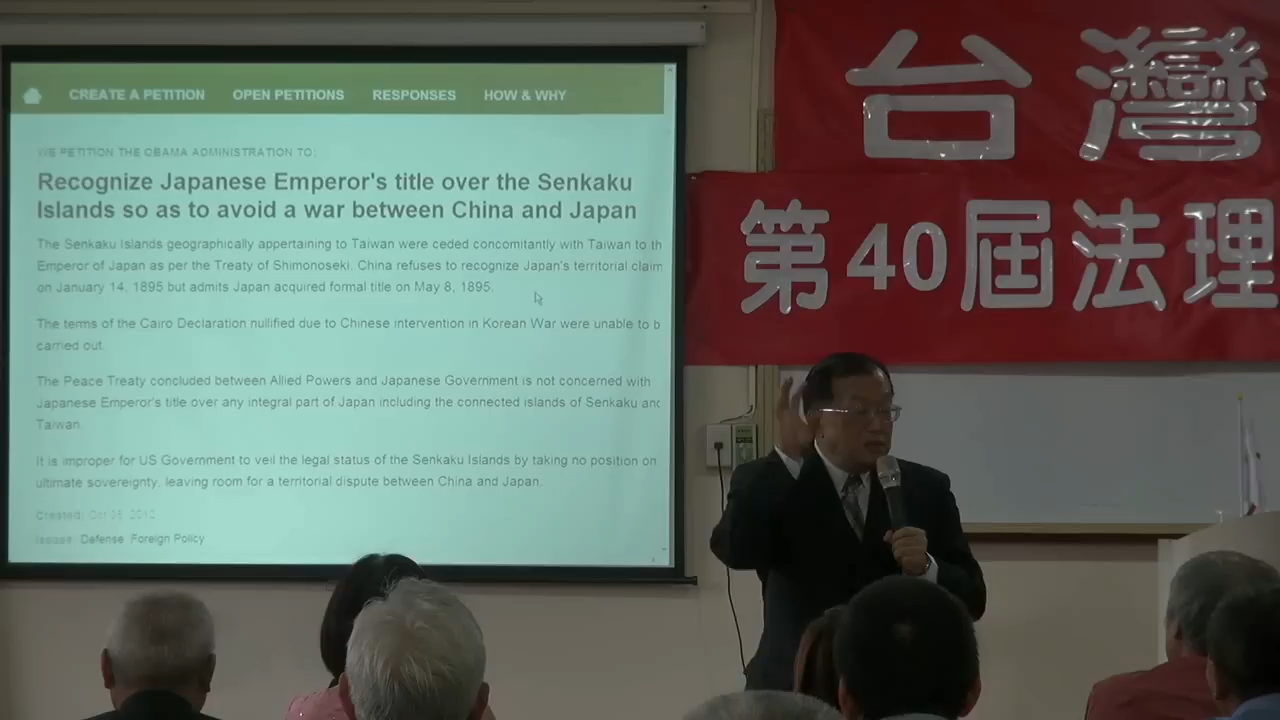 CREATE A PETITION OPEN PETITIONS RESPONSES HOW & WHY
WE PETITION THE OBAMA ADMINISTRATION TO:
Recognize Japanese Emperor's title over the Senkaku
Islands so as to avoid a war between China and Japan
The Senkaku Islands geographically appertaining to Taiwan were ceded concomitantly with Taiwan to th
Emperor of Japan as per the Treaty of Shimonoseki. China refuses to recognize Japan's territorial claim
on January 14, 1895 but admits Japan acquired formal title on May 8, 1895.
The terms of the Cairo Declaration nullified due to Chinese intervention in Korean War were unable to b
carried out.
The Peace Treaty concluded between Allied Powers and Japanese Government is not concerned with
Japanese Emperor's title over any integral part of Japan including the connected islands of Senkaku and
Taiwan.
It is improper for US Government to veil the legal status of the Senkaku Islands by taking no position on
ultimate sovereignty, leaving room for a territorial dispute between China and Japan.
Created: Oct 2012
Issues: Defense, Foreign Policy
台灣
第40屆法理